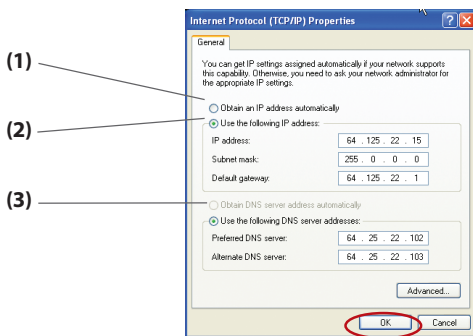 Internet Protocol (TCP/IP) Properties
General
You can get IP settings assigned automatically if your network supports
this capability. Otherwise, you need to ask your network administrator for
the appropriate IP settings.
(1)
Obtain an IP address automatically
(2)
Use the following IP address:
IP address: 64 . 125 . 22 . 15
Subnet mask: 255 . 0 . 0 . 0
Default gateway: 64 . 125 . 22 . 1
(3)
Obtain DNS server address automatically
Use the following DNS server addresses:
Preferred DNS server: 64 . 25 . 22 . 102
Alternate DNS server: 64 . 25 . 22 . 103
Advanced...
OK Cancel